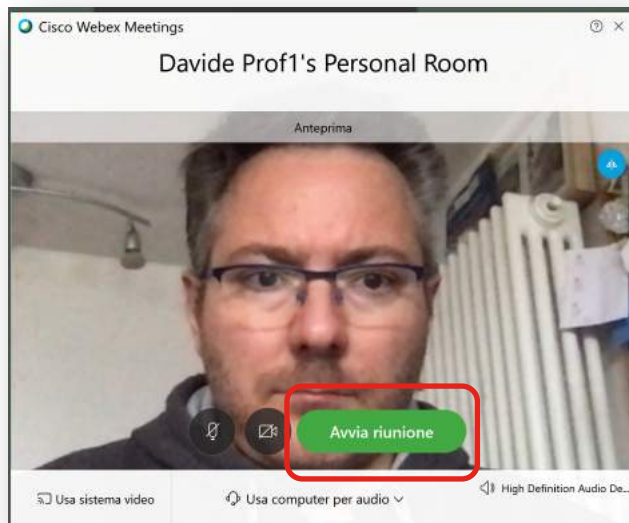 Cisco Webex Meetings
Davide Prof1's Personal Room
Anteprima
Avvia riunione
Usa sistema video
Usa computer per audio
High Definition Audio De...